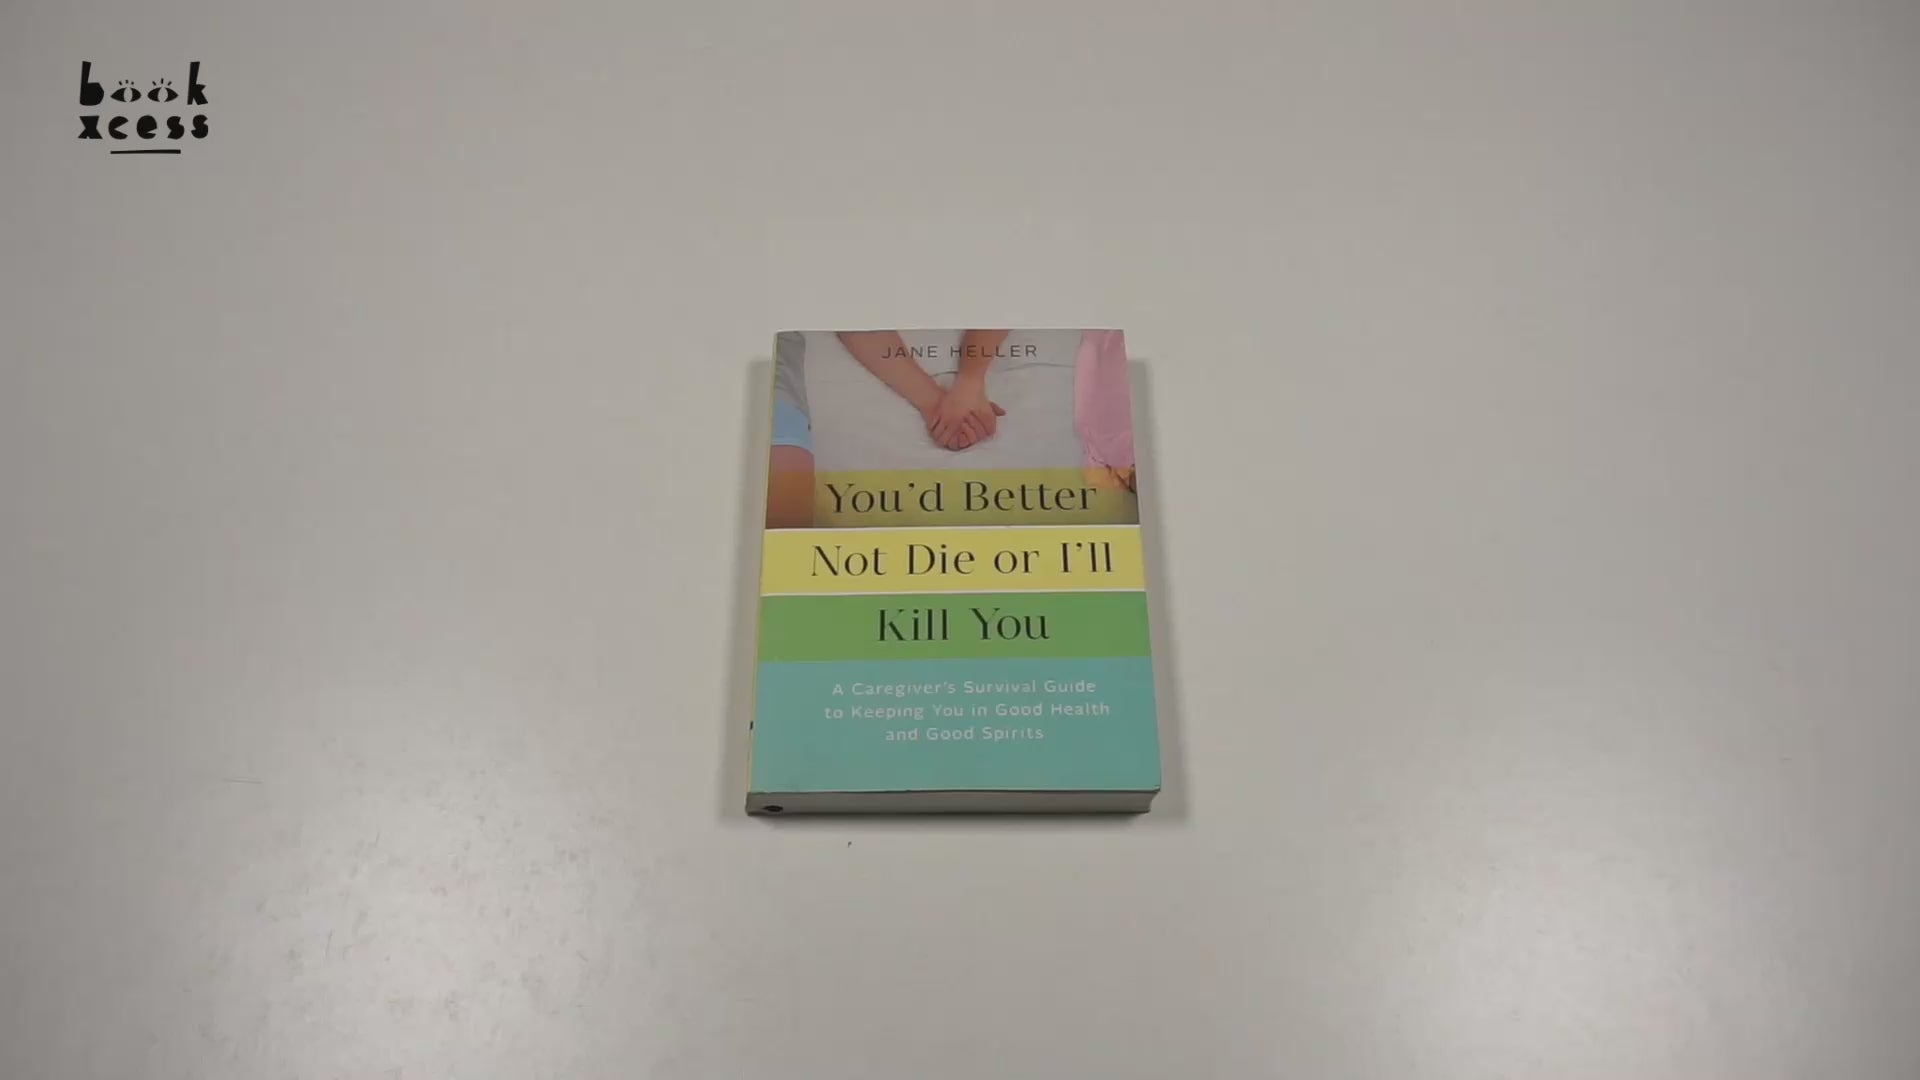 book
xcess
JANE HELLER
You'd Better
Not Die or I'll
Kill You
A Caregiver's Survival Guide
to Keeping You in Good Health
and Good Spirits